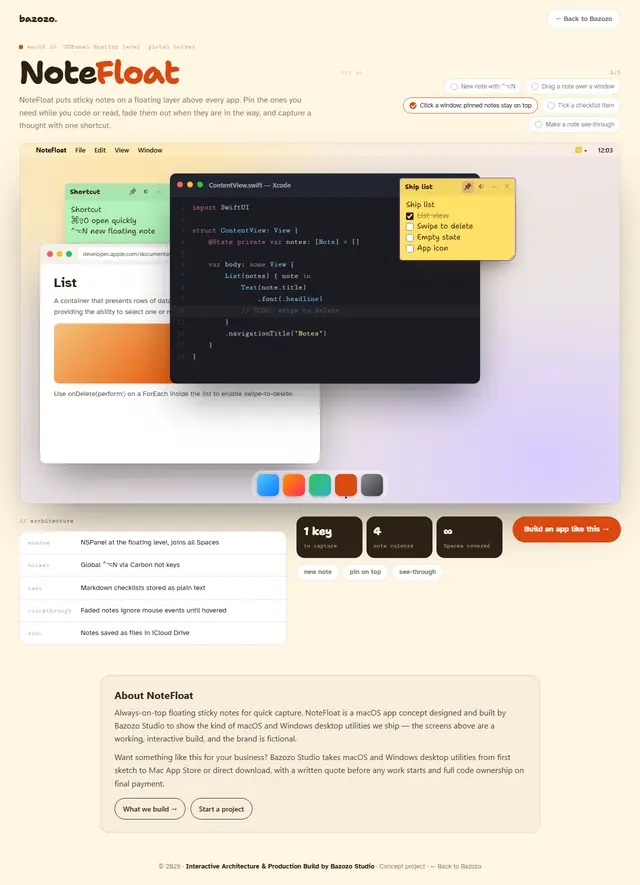 bazozo.
← Back to Bazozo
macOS 14 · NSPanel floating level · global hotkey
NoteFloat
NoteFloat puts sticky notes on a floating layer above every app. Pin the ones you
need while you code or read, fade them out when they are in the way, and capture a
thought with one shortcut.
try it
1/5
New note with ⌃⌥N
Drag a note over a window
Click a window: pinned notes stay on top
Tick a checklist item
Make a note see-through
NoteFloat File Edit View Window
12:03
Shortcut
Shortcut
⌘⇧O open quickly
⌃⌥N new floating note
ContentView.swift — Xcode
import SwiftUI
struct ContentView: View {
@State private var notes: [Note] = []
var body: some View {
List(notes) { note in
Text(note.title)
.font(.headline)
// TODO: swipe to delete
}
.navigationTitle("Notes")
}
}
Ship list
Ship list
List view
Swipe to delete
Empty state
App icon
developer.apple.com/documenta
List
A container that presents rows of data
providing the ability to select one or m
Use onDelete(perform:) on a ForEach inside the list to enable swipe-to-delete.
// architecture
window NSPanel at the floating level, joins all Spaces
hotkey Global ⌃⌥N via Carbon hot keys
text Markdown checklists stored as plain text
clickthrough Faded notes ignore mouse events until hovered
sync Notes saved as files in iCloud Drive
1 key
to capture
4
note colours
∞
Spaces covered
Build an app like this →
new note
pin on top
see-through
About NoteFloat
Always-on-top floating sticky notes for quick capture. NoteFloat is a macOS app concept designed and built by
Bazozo Studio to show the kind of macOS and Windows desktop utilities we ship — the screens above are a
working, interactive build, and the brand is fictional.
Want something like this for your business? Bazozo Studio takes macOS and Windows desktop utilities from first
sketch to Mac App Store or direct download, with a written quote before any work starts and full code ownership on
final payment.
What we build →
Start a project
© 2026 · Interactive Architecture & Production Build by Bazozo Studio · Concept project · ← Back to Bazozo